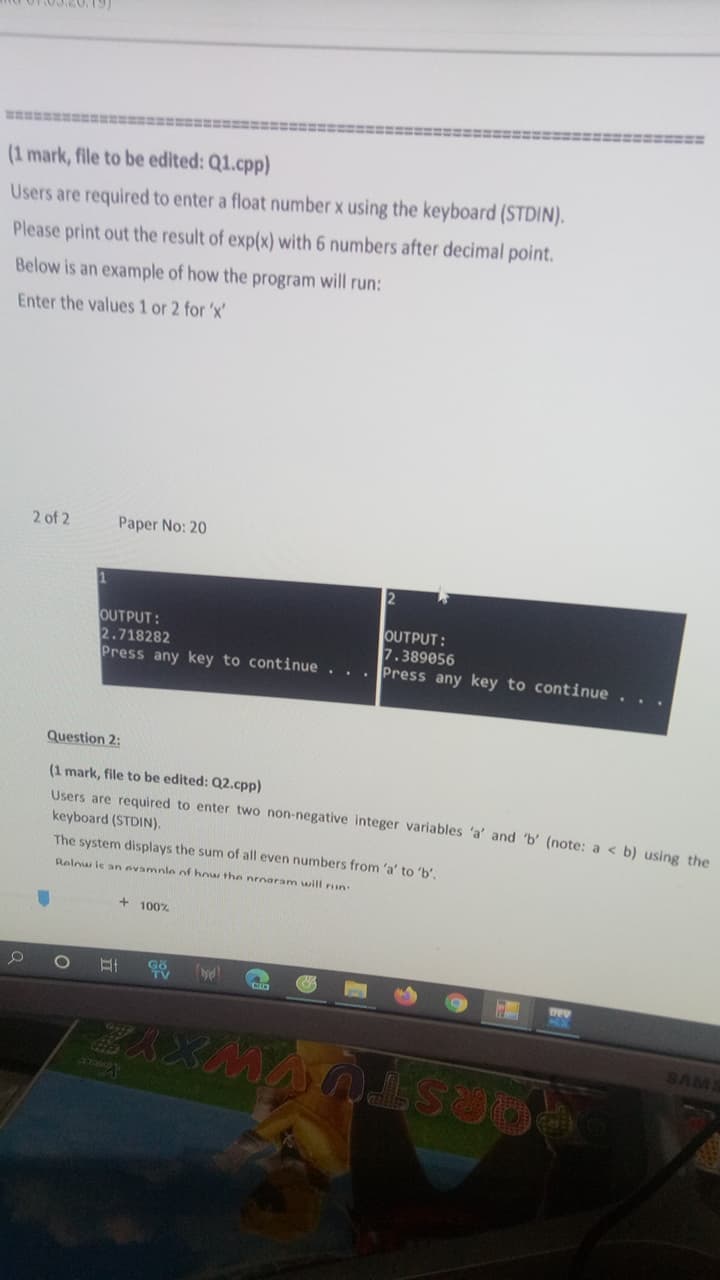 (1 mark, file to be edited: Q1.cpp)
Users are required to enter a float number x using the keyboard (STDIN).
Please print out the result of exp(x) with 6 numbers after decimal point.
Below is an example of how the program will run:
Enter the values 1 or 2 for 'x'
2 of 2 Paper No: 20
1
OUTPUT:
2.718282
Press any key to continue . . .
2
OUTPUT:
7.389056
Press any key to continue . . .
Question 2:
(1 mark, file to be edited: Q2.cpp)
Users are required to enter two non-negative integer variables 'a' and 'b' (note: a < b) using the
keyboard (STDIN).
The system displays the sum of all even numbers from 'a' to 'b'.
Below is an example of how the program will run:
+ 100%
GÕ
TV
DEV
SAMS